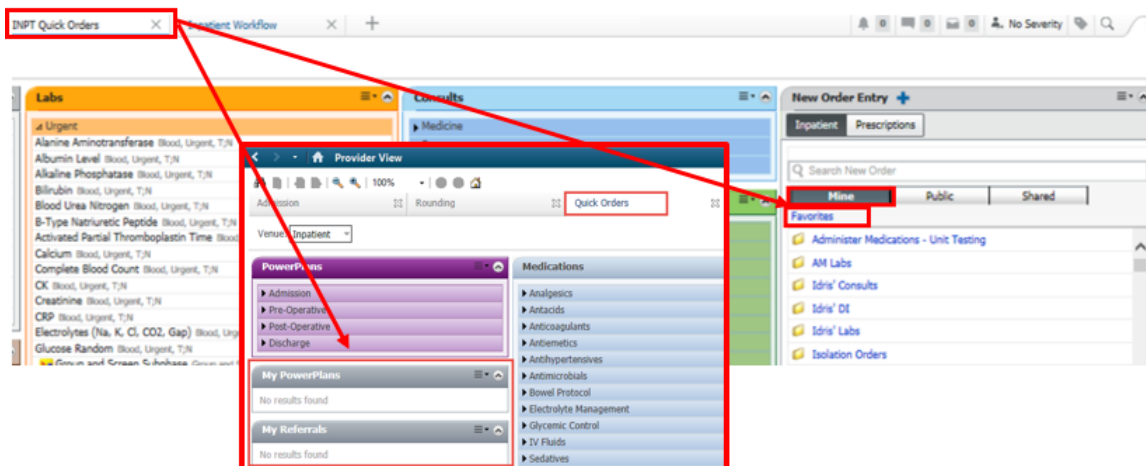 INPT Quick Orders
Inpatient Workflow
0
0
0
No Severity
Labs
Urgent
Alanine Aminotransferase Blood, Urgent, T;N
Albumin Level Blood, Urgent, T;N
Alkaline Phosphatase Blood, Urgent, T;N
Bilirubin Blood, Urgent, T;N
Blood Urea Nitrogen Blood, Urgent, T;N
B-Type Natriuretic Peptide Blood, Urgent, T;N
Activated Partial Thromboplastin Time Blood
Calcium Blood, Urgent, T;N
Complete Blood Count Blood, Urgent, T;N
CK Blood, Urgent, T;N
Creatinine Blood, Urgent, T;N
CRP Blood, Urgent, T;N
Electrolytes (Na, K, Cl, CO2, Gap) Blood, Urge
Glucose Random Blood, Urgent, T;N
Group and Screen Subphase Group and S
Consults
Medicine
Provider View
100%
Admission
Rounding
Quick Orders
Venue: Inpatient
PowerPlans
Admission
Pre-Operative
Post-Operative
Discharge
My PowerPlans
No results found
My Referrals
No results found
Medications
Analgesics
Antacids
Anticoagulants
Antiemetics
Antihypertensives
Antimicrobials
Bowel Protocol
Electrolyte Management
Glycemic Control
IV Fluids
Sedatives
New Order Entry
Inpatient Prescriptions
Search New Order
Mine Public Shared
Favorites
Administer Medications - Unit Testing
AM Labs
Idris' Consults
Idris' DI
Idris' Labs
Isolation Orders